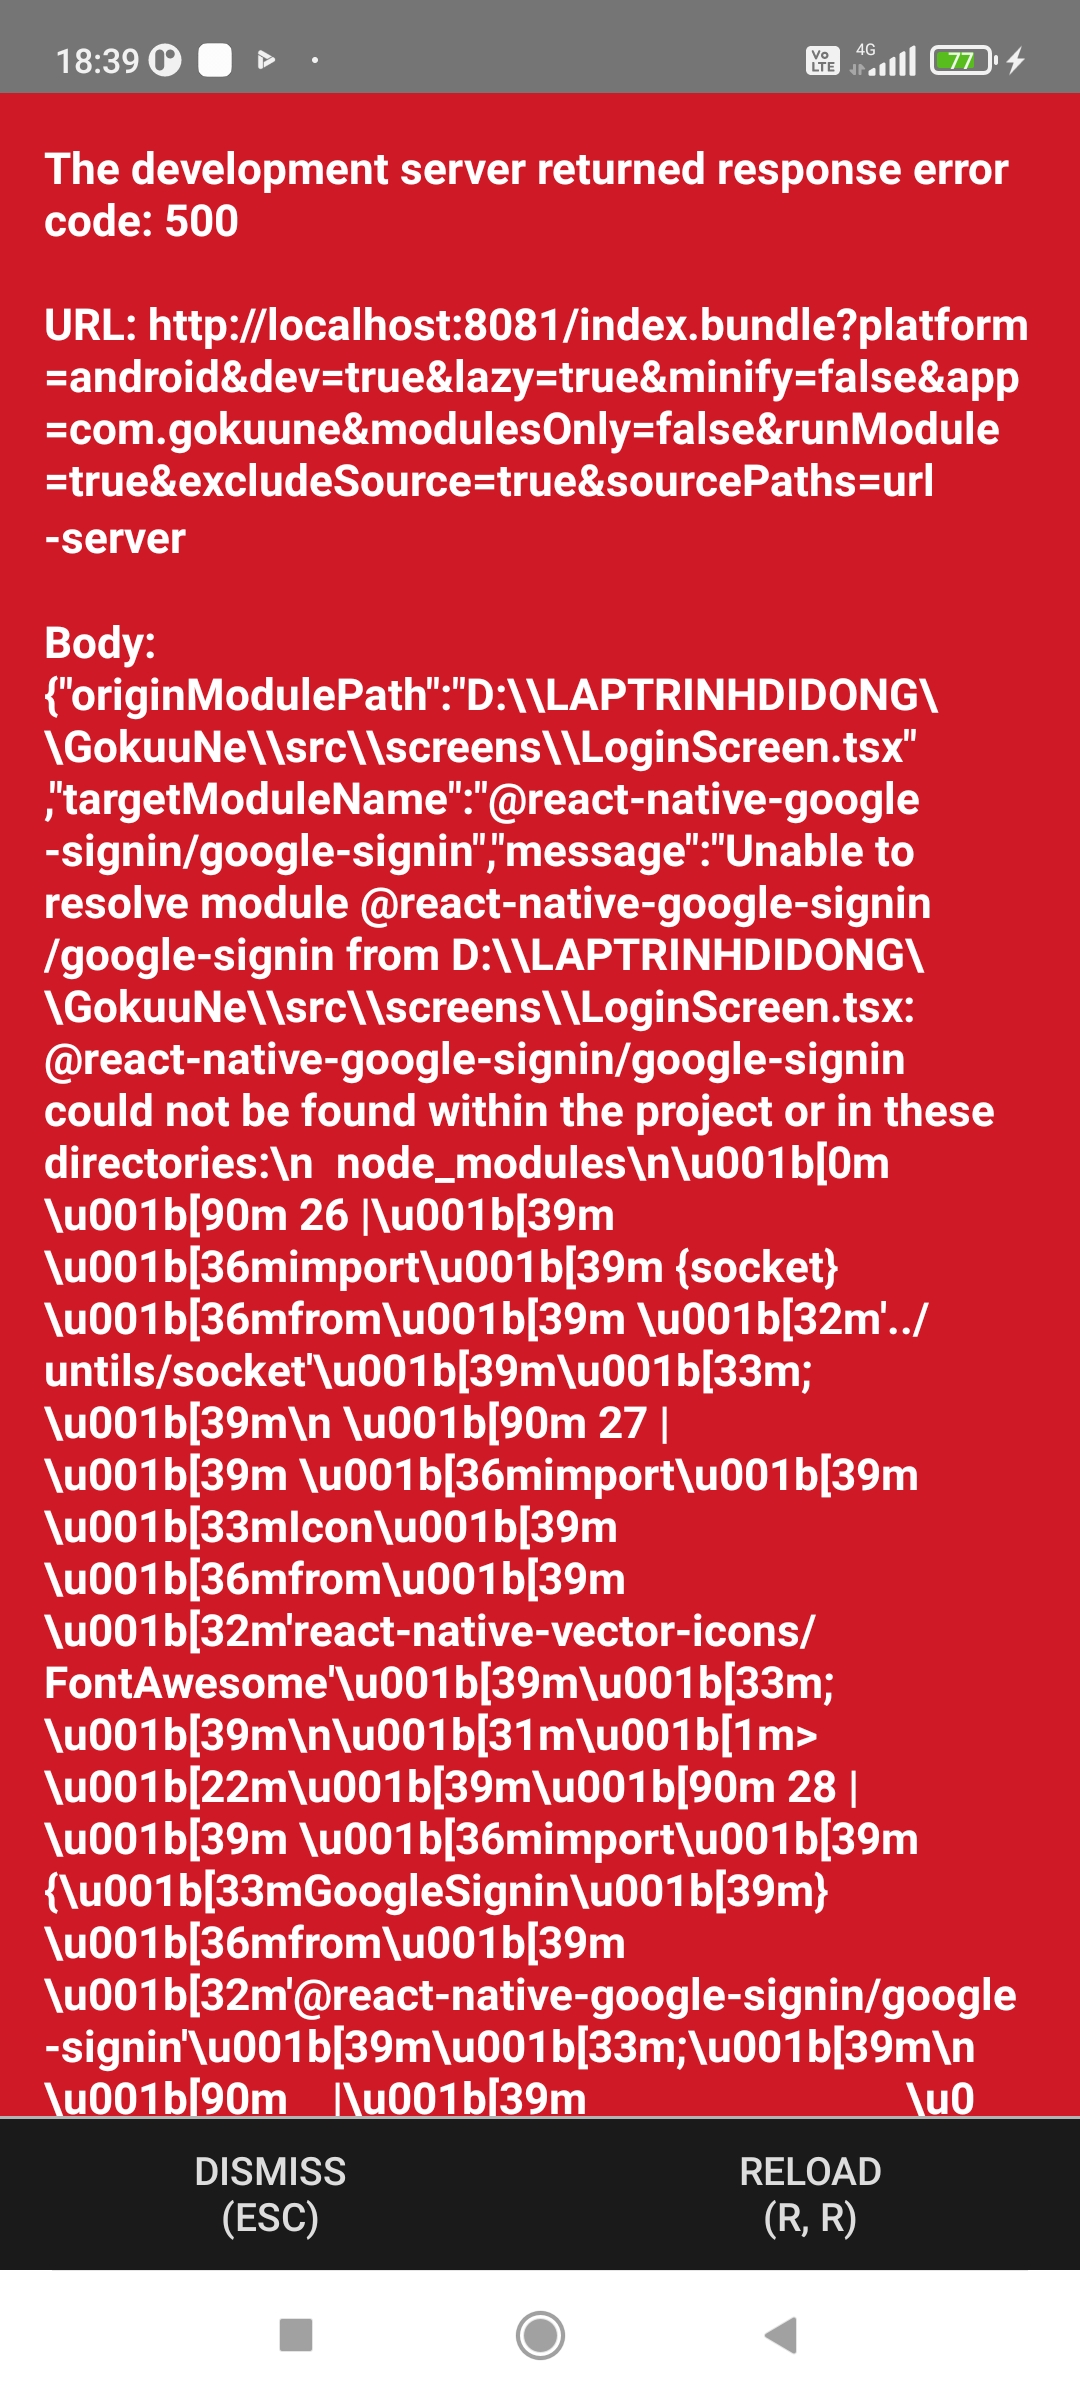 18:39
Vo LTE 4G 77
The development server returned response error
code: 500
URL: http://localhost:8081/index.bundle?platform
=android&dev=true&lazy=true&minify=false&app
=com.gokuune&modulesOnly=false&runModule
=true&excludeSource=true&sourcePaths=url
-server
Body:
{"originModulePath":"D:\\LAPTRINHDIDONG\
\GokuuNe\\src\\screens\\LoginScreen.tsx"
,"targetModuleName":"@react-native-google
-signin/google-signin","message":"Unable to
resolve module @react-native-google-signin
/google-signin from D:\\LAPTRINHDIDONG\
\GokuuNe\\src\\screens\\LoginScreen.tsx:
@react-native-google-signin/google-signin
could not be found within the project or in these
directories:\n  node_modules\n\u001b[0m
\u001b[90m 26 |\u001b[39m
\u001b[36mimport\u001b[39m {socket}
\u001b[36mfrom\u001b[39m \u001b[32m'../
untils/socket'\u001b[39m\u001b[33m;
\u001b[39m\n \u001b[90m 27 |
\u001b[39m \u001b[36mimport\u001b[39m
\u001b[33mIcon\u001b[39m
\u001b[36mfrom\u001b[39m
\u001b[32m'react-native-vector-icons/
FontAwesome'\u001b[39m\u001b[33m;
\u001b[39m\n\u001b[31m\u001b[1m>
\u001b[22m\u001b[39m\u001b[90m 28 |
\u001b[39m \u001b[36mimport\u001b[39m
{\u001b[33mGoogleSignin\u001b[39m}
\u001b[36mfrom\u001b[39m
\u001b[32m'@react-native-google-signin/google
-signin'\u001b[39m\u001b[33m;\u001b[39m\n
\u001b[90m    |\u001b[39m                              \u0
DISMISS
(ESC)
RELOAD
(R, R)